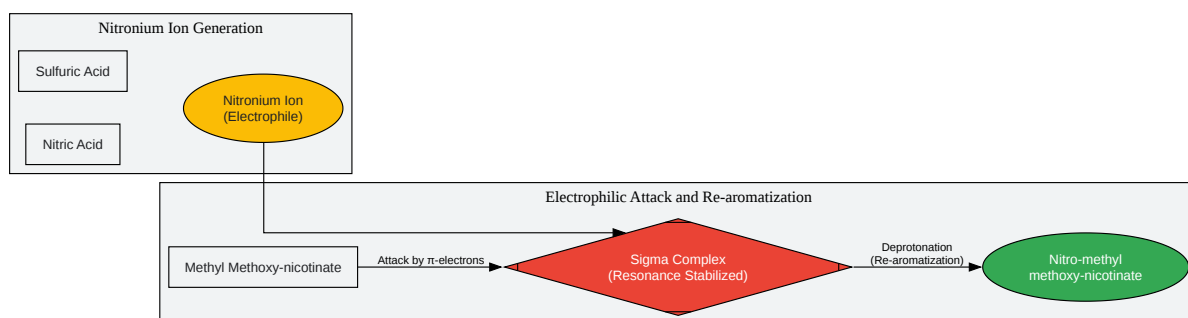 Nitronium Ion Generation
Sulfuric Acid
Nitronium Ion
(Electrophile)
Nitric Acid
Electrophilic Attack and Re-aromatization
Methyl Methoxy-nicotinate
Attack by π-electrons
Sigma Complex
(Resonance Stabilized)
Deprotonation
(Re-aromatization)
Nitro-methyl
methoxy-nicotinate